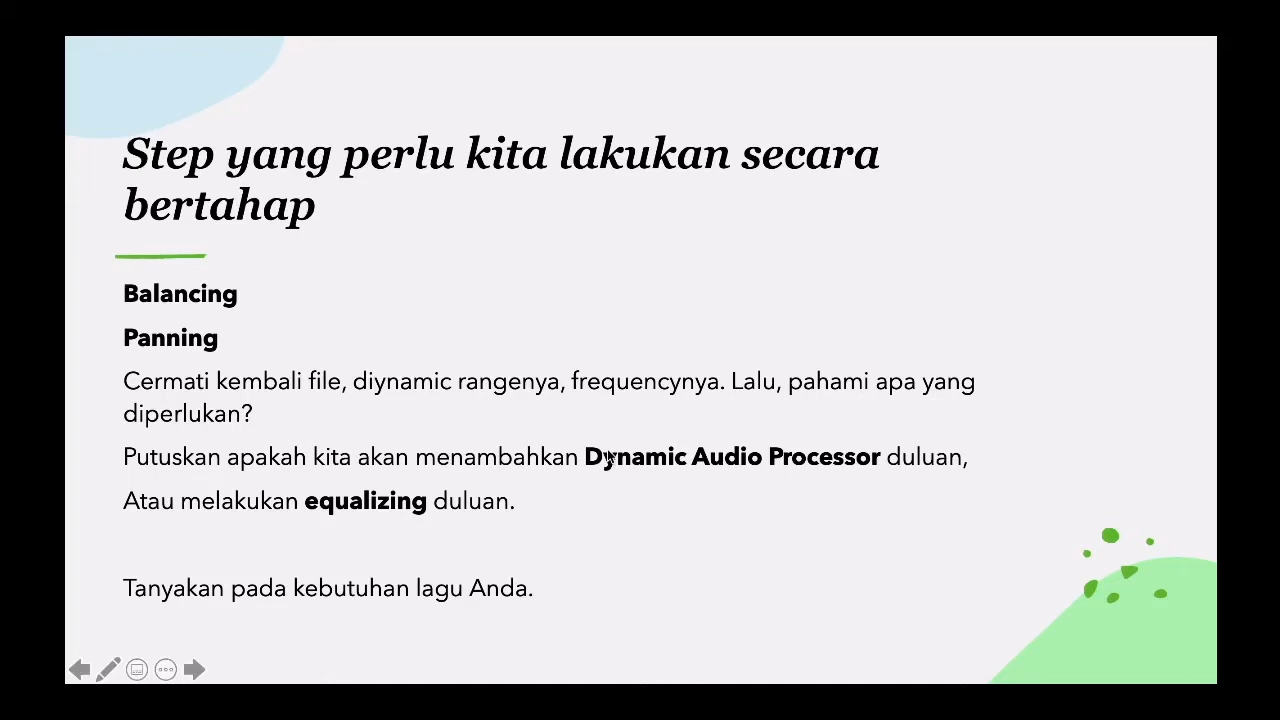 Step yang perlu kita lakukan secara
bertahap
Balancing
Panning
Cermati kembali file, diynamic rangenya, frequencynya. Lalu, pahami apa yang
diperlukan?
Putuskan apakah kita akan menambahkan Dynamic Audio Processor duluan,
Atau melakukan equalizing duluan.
Tanyakan pada kebutuhan lagu Anda.